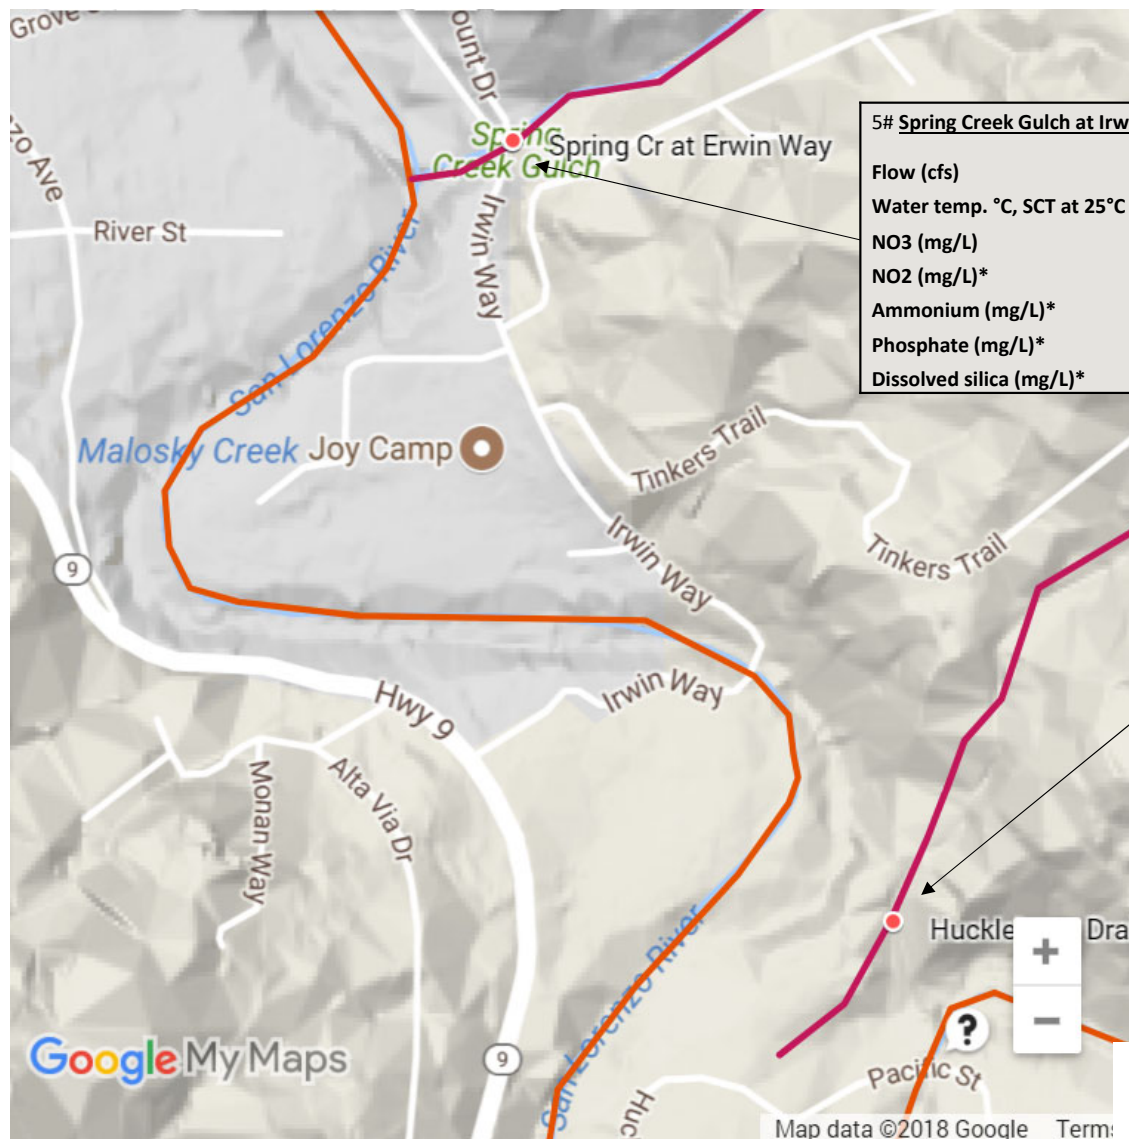 Grove
ount Dr
zo Ave
River St
Spring
Creek Gulch
Spring Cr at Erwin Way
5# Spring Creek Gulch at Irw
Flow (cfs)
Water temp. °C, SCT at 25°C
NO3 (mg/L)
NO2 (mg/L)*
Ammonium (mg/L)*
Phosphate (mg/L)*
Dissolved silica (mg/L)*
Irwin Way
San Lorenzo River
Malosky Creek
Joy Camp
Tinkers Trail
Tinkers Trail
Irwin Way
9
Irwin Way
Hwy 9
Monan Way
Alta Via Dr
San Lorenzo River
Huckle
Dra
+
−
?
Google My Maps
9
Pacific St
Huc
Map data ©2018 Google Terms